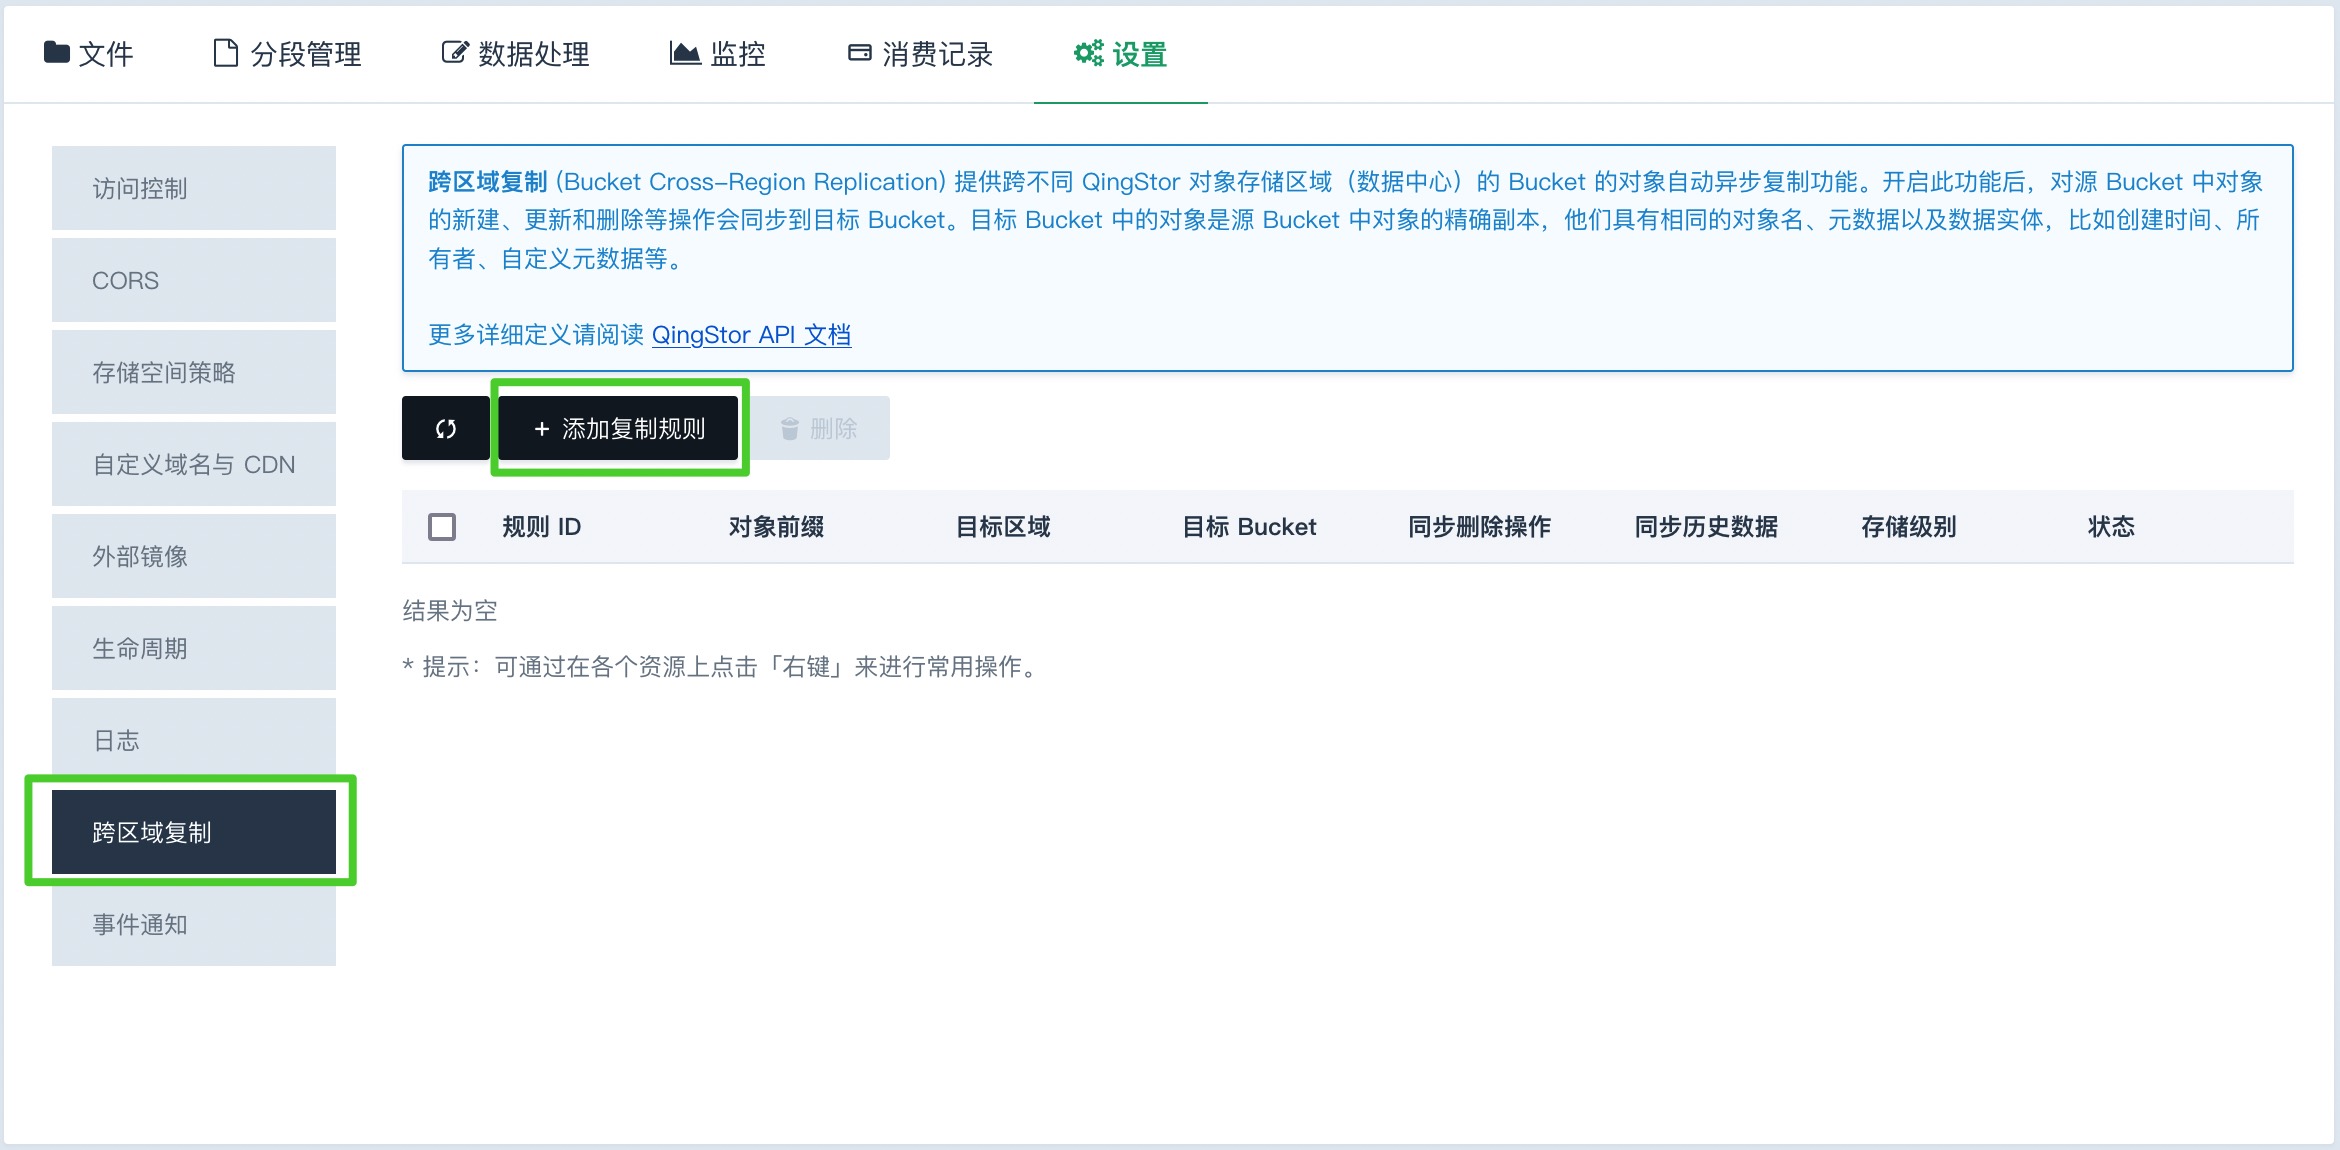 文件
分段管理
数据处理
监控
消费记录
设置
访问控制
CORS
存储空间策略
自定义域名与 CDN
外部镜像
生命周期
日志
跨区域复制
事件通知
跨区域复制 (Bucket Cross-Region Replication) 提供跨不同 QingStor 对象存储区域（数据中心）的 Bucket 的对象自动异步复制功能。开启此功能后，对源 Bucket 中对象
的新建、更新和删除等操作会同步到目标 Bucket。目标 Bucket 中的对象是源 Bucket 中对象的精确副本，他们具有相同的对象名、元数据以及数据实体，比如创建时间、所
有者、自定义元数据等。
更多详细定义请阅读 QingStor API 文档
+ 添加复制规则
删除
规则 ID
对象前缀
目标区域
目标 Bucket
同步删除操作
同步历史数据
存储级别
状态
结果为空
* 提示：可通过在各个资源上点击「右键」来进行常用操作。